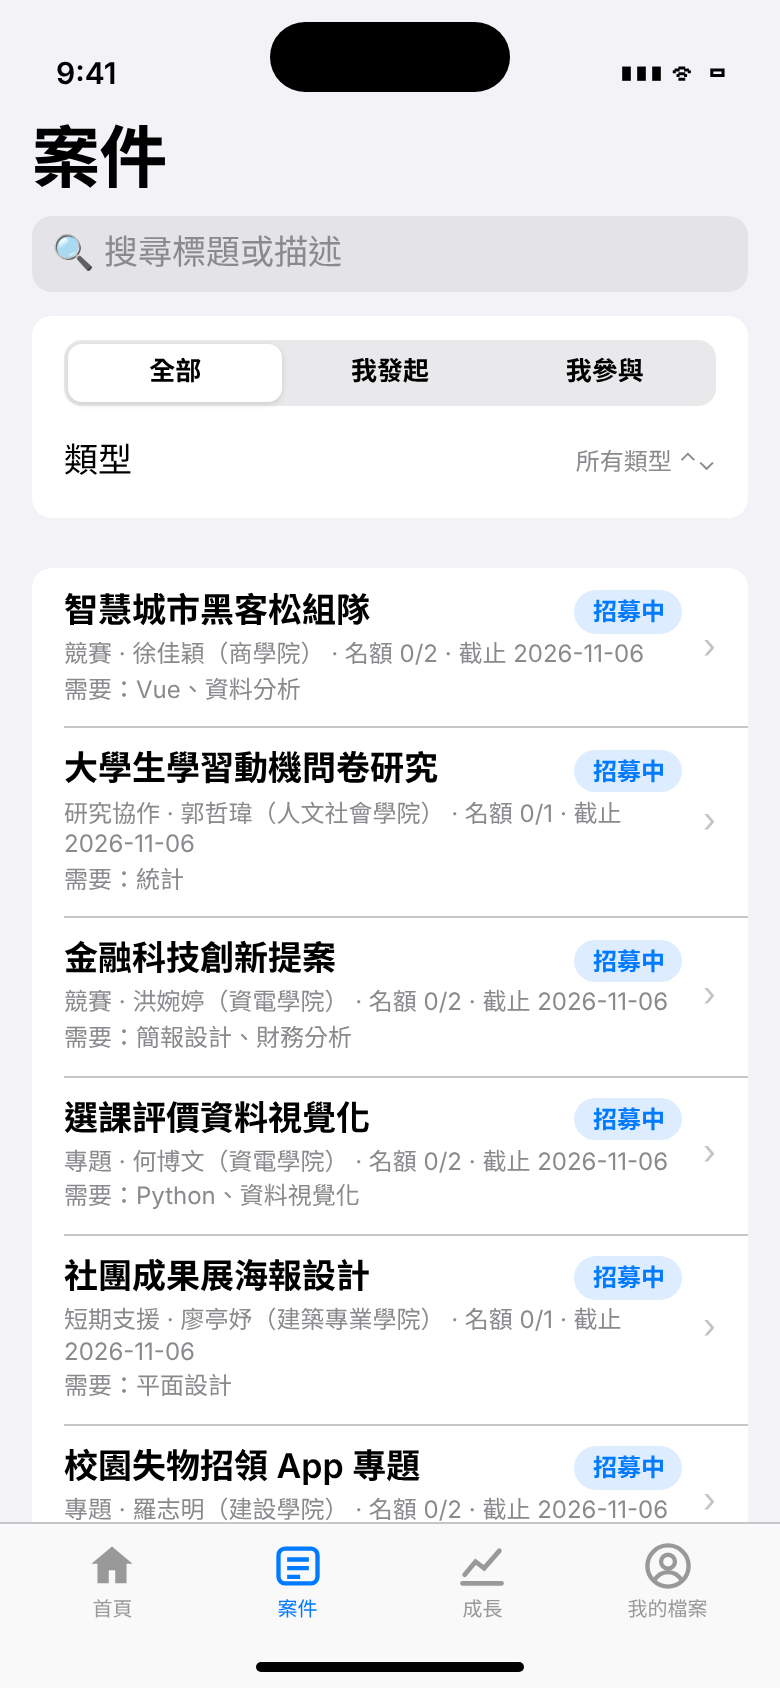 9:41
案件
搜尋標題或描述
全部
我發起
我參與
類型
所有類型
智慧城市黑客松組隊
招募中
競賽 · 徐佳穎（商學院） · 名額 0/2 · 截止 2026-11-06
需要：Vue、資料分析
大學生學習動機問卷研究
招募中
研究協作 · 郭哲瑋（人文社會學院） · 名額 0/1 · 截止
2026-11-06
需要：統計
金融科技創新提案
招募中
競賽 · 洪婉婷（資電學院） · 名額 0/2 · 截止 2026-11-06
需要：簡報設計、財務分析
選課評價資料視覺化
招募中
專題 · 何博文（資電學院） · 名額 0/2 · 截止 2026-11-06
需要：Python、資料視覺化
社團成果展海報設計
招募中
短期支援 · 廖亭妤（建築專業學院） · 名額 0/1 · 截止
2026-11-06
需要：平面設計
校園失物招領 App 專題
招募中
專題 · 羅志明（建設學院） · 名額 0/2 · 截止 2026-11-06
首頁
案件
成長
我的檔案